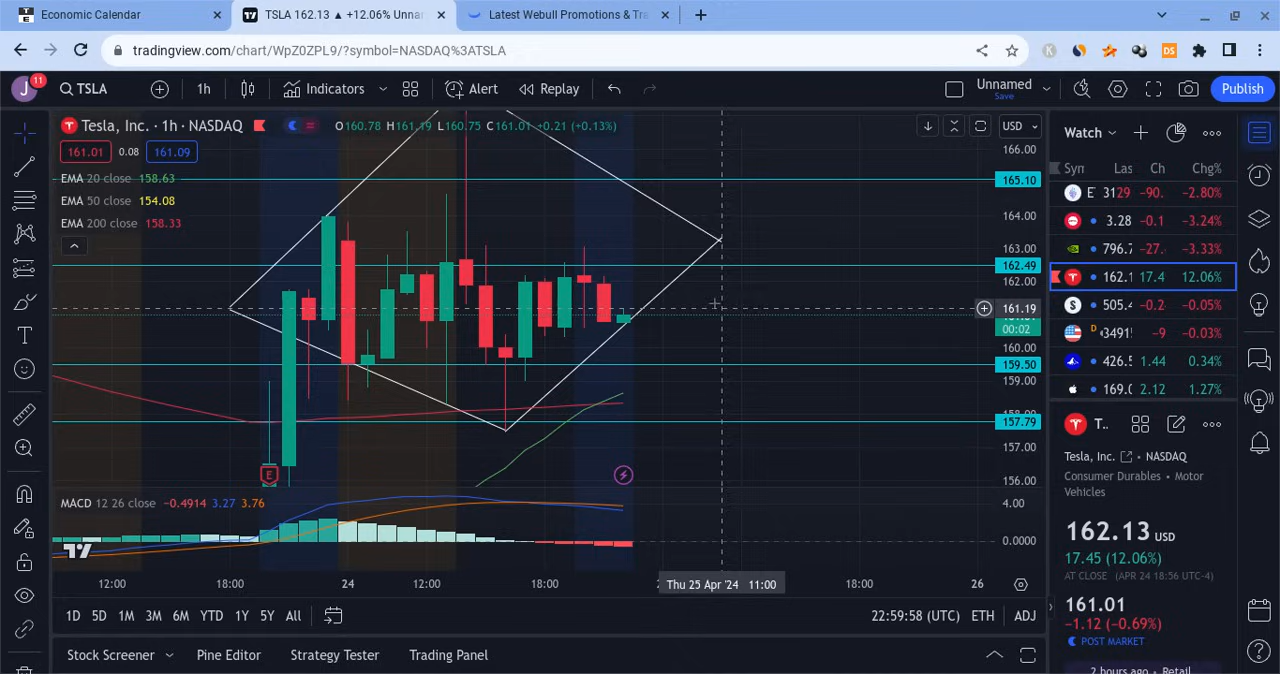 Economic Calendar
TSLA 162.13 ▲ +12.06% Unnar
Latest Webull Promotions & Tra
tradingview.com/chart/WpZ0ZPL9/?symbol=NASDAQ%3ATSLA
J 11 TSLA 1h Indicators Alert Replay Unnamed Save Publish
Tesla, Inc. · 1h · NASDAQ O160.78 H161.19 L160.75 C161.01 +0.21 (+0.13%) USD
161.01 0.08 161.09
EMA 20 close 158.63
EMA 50 close 154.08
EMA 200 close 158.33
166.00
165.10
164.00
163.00
162.49
162.00
161.19
00:02
160.00
159.50
159.00
157.79
157.00
156.00
E
MACD 12 26 close −0.4914 3.27 3.76
4.00
0.0000
12:00 18:00 24 12:00 18:00 Thu 25 Apr '24 11:00 18:00 26
1D 5D 1M 3M 6M YTD 1Y 5Y All 22:59:58 (UTC) ETH ADJ
Stock Screener Pine Editor Strategy Tester Trading Panel
Watch
Syn Las Ch Chg%
E 3129 -90. -2.80%
3.28 -0.1 -3.24%
796.7 -27. -3.33%
162.1 17.4 12.06%
505.4 -0.2 -0.05%
D 3491 -9 -0.03%
426.5 1.44 0.34%
169.0 2.12 1.27%
T..
Tesla, Inc. • NASDAQ
Consumer Durables • Motor
Vehicles
162.13 USD
17.45 (12.06%)
AT CLOSE (APR 24 18:56 UTC-4)
161.01
−1.12 (−0.69%)
POST MARKET
2 hours ago • Retail